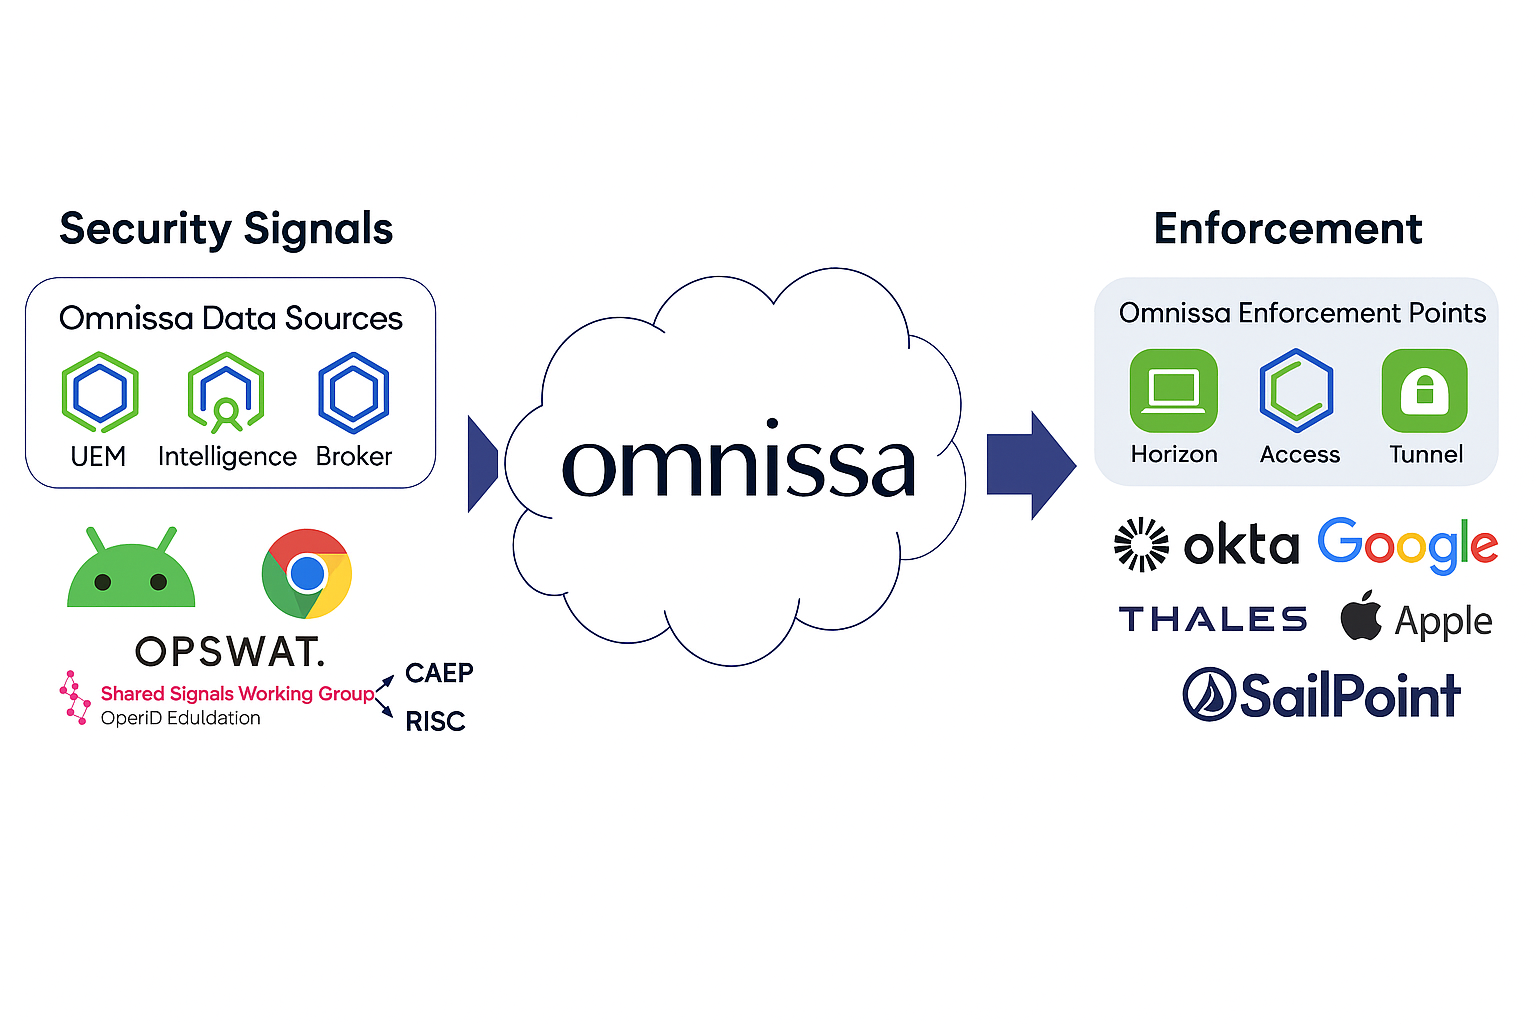 Security Signals
Omnissa Data Sources
UEM
Intelligence
Broker
OPSWAT.
Shared Signals Working Group
OperiD Eduldation
CAEP
RISC
omnissa
Enforcement
Omnissa Enforcement Points
Horizon
Access
Tunnel
okta
Google
THALES
Apple
SailPoint